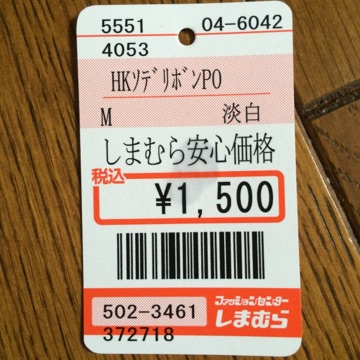 5551 04-6042
4053
HKｿﾃﾞﾘﾎﾞﾝPO
M 淡白
しまむら安心価格
税込
¥1,500
502-3461
372718
ファッションセンター
しまむら